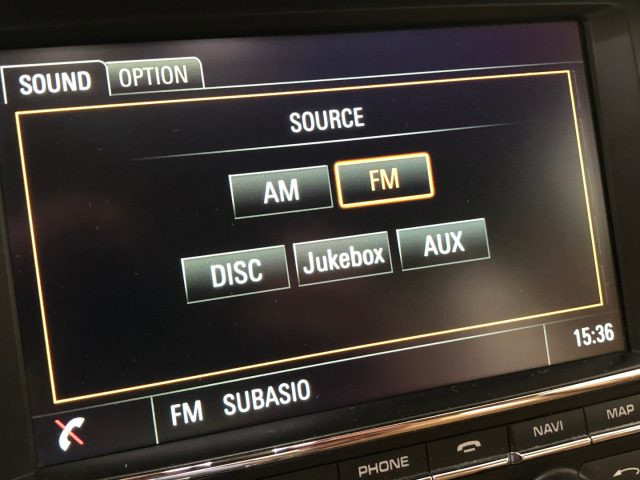 SOUND OPTION
SOURCE
AM FM
DISC Jukebox AUX
15:36
FM SUBASIO
PHONE NAVI MAP